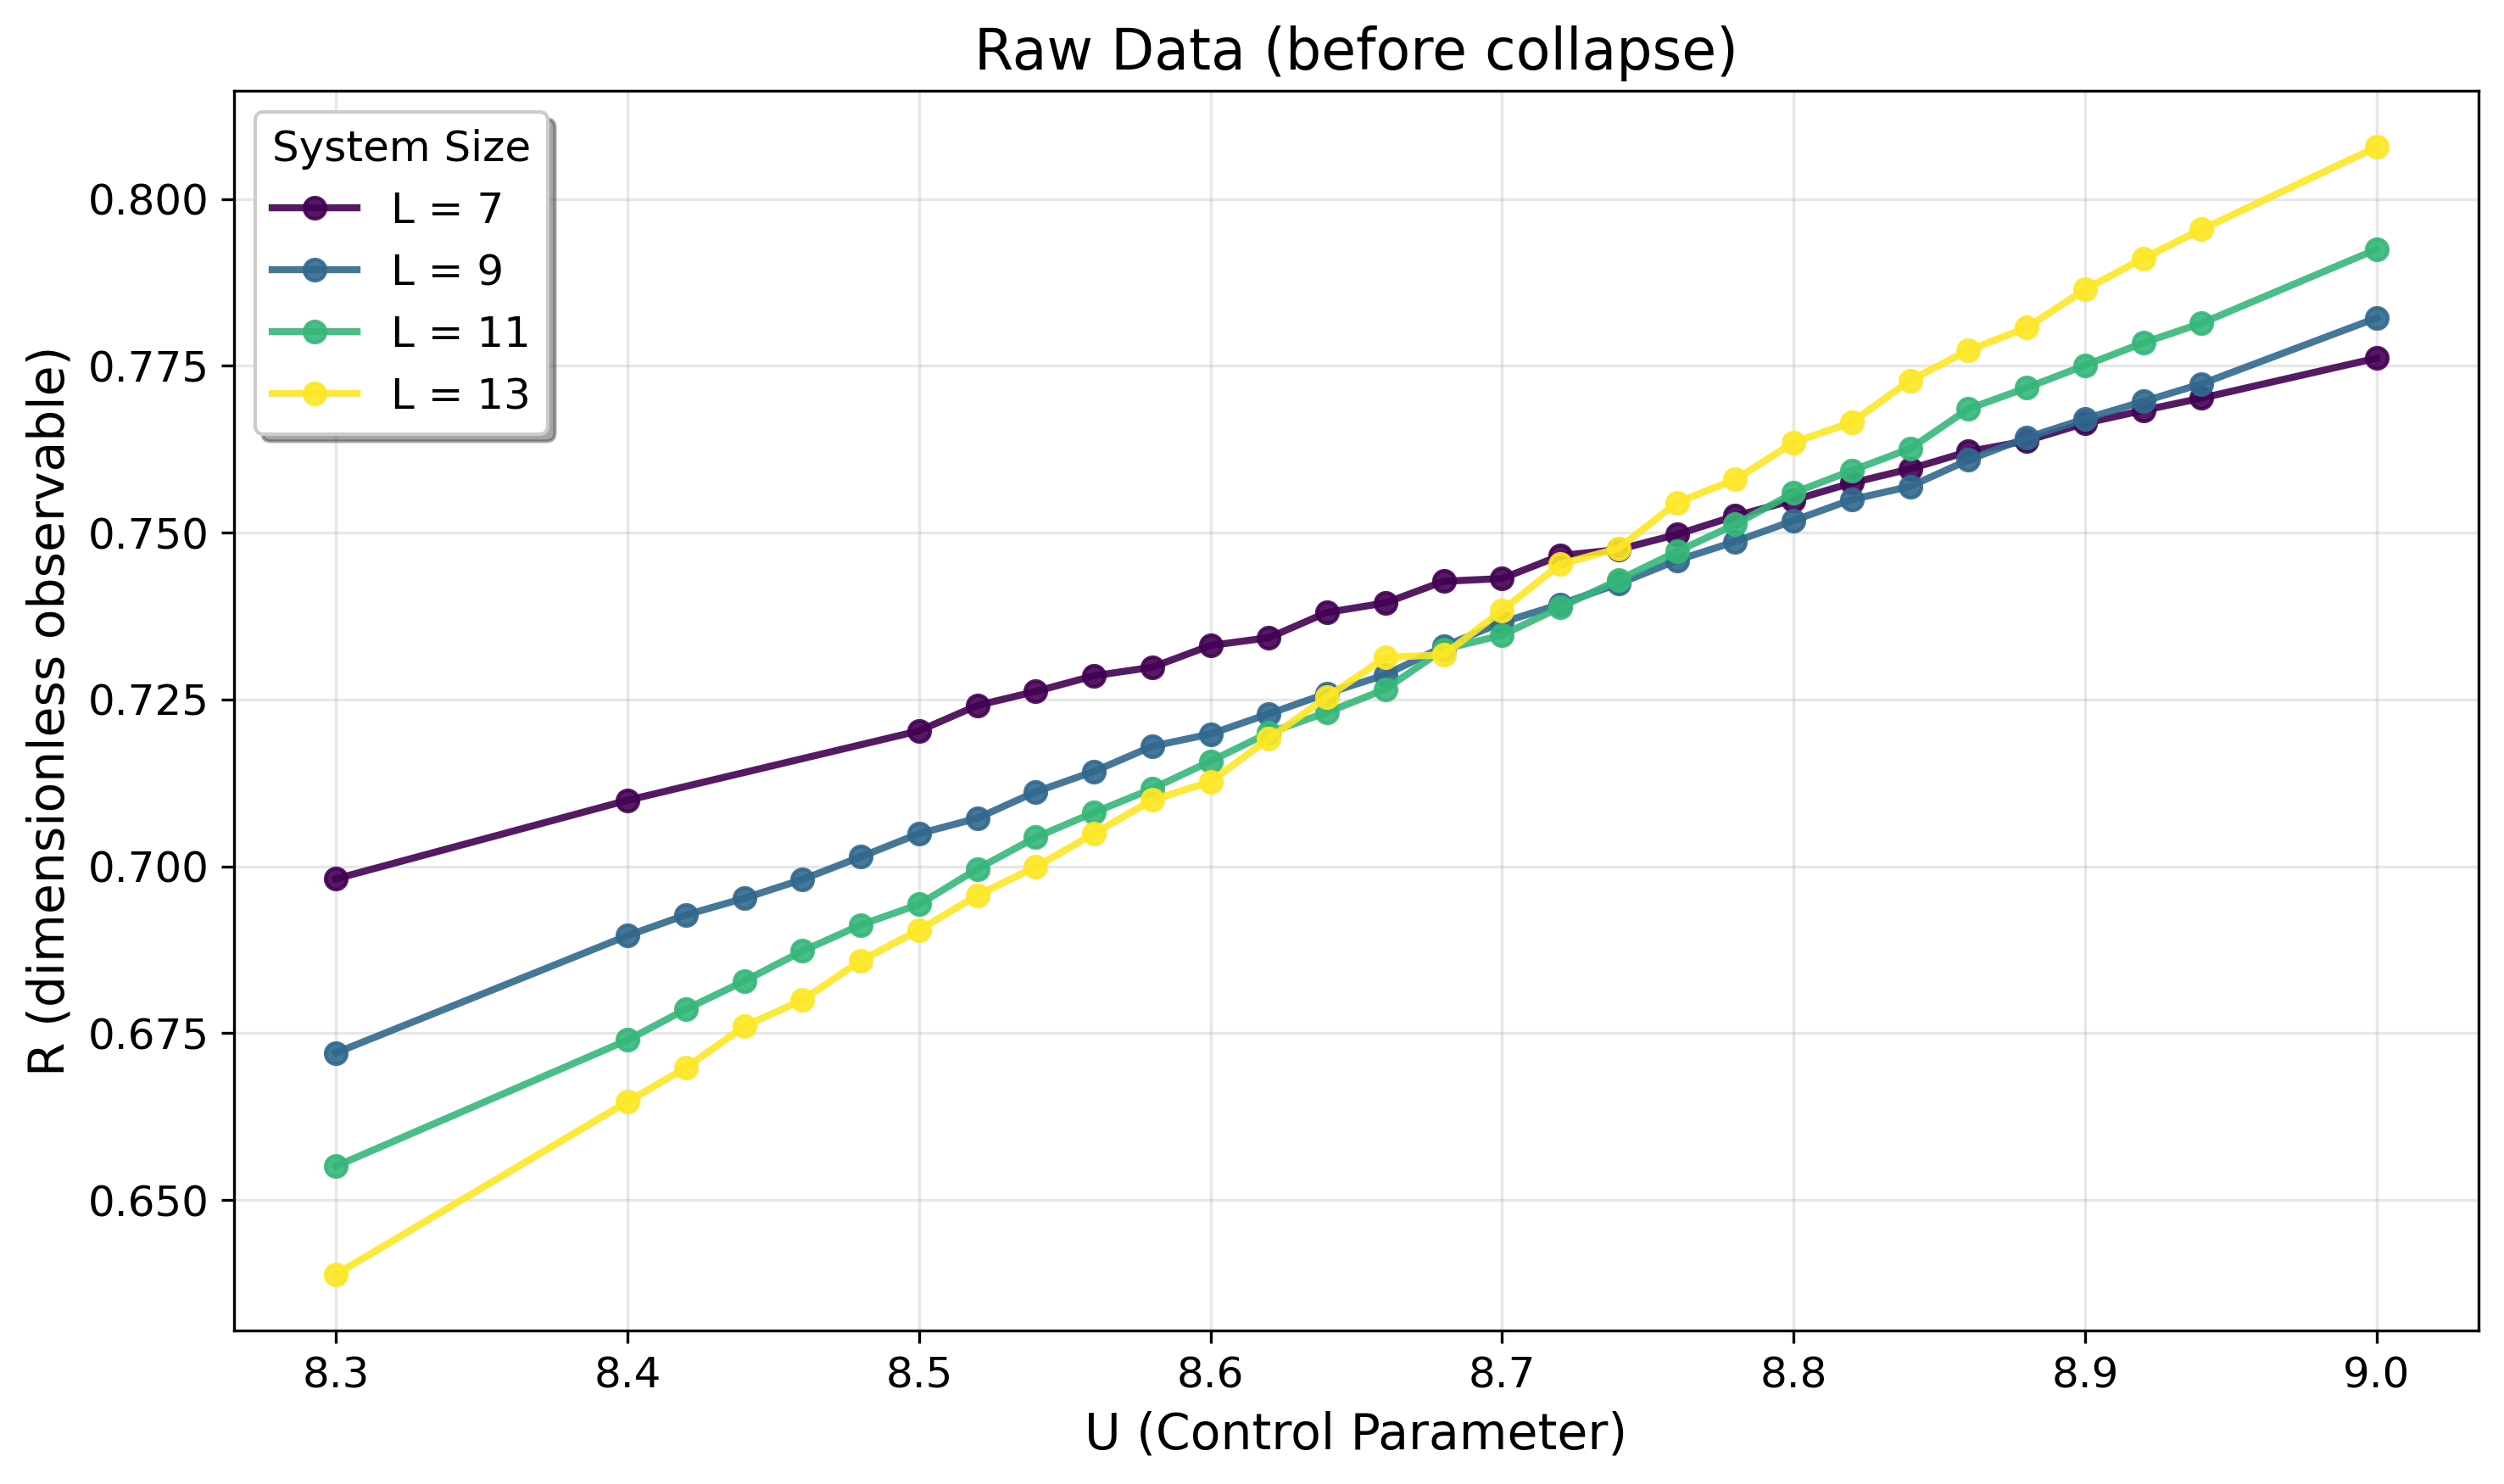 Raw Data (before collapse)
System Size
L = 7
L = 9
L = 11
L = 13
R (dimensionless observable)
0.800
0.775
0.750
0.725
0.700
0.675
0.650
8.3 8.4 8.5 8.6 8.7 8.8 8.9 9.0
U (Control Parameter)